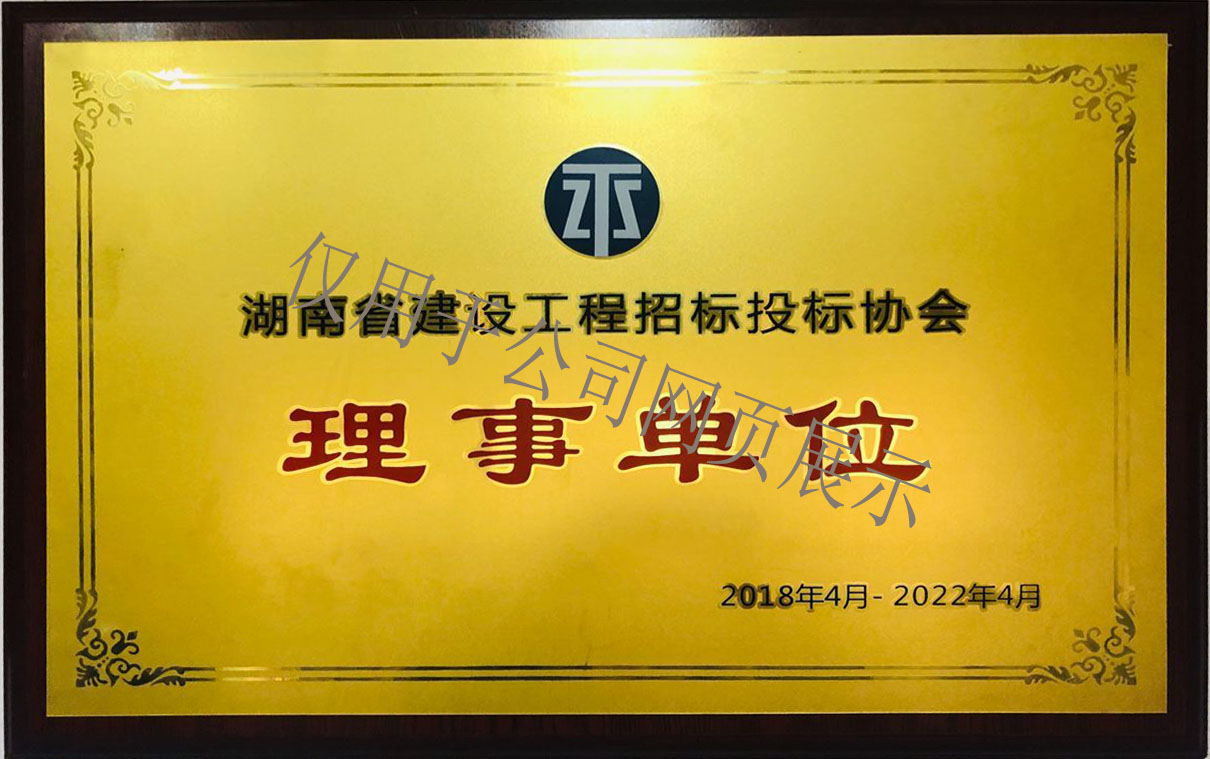 ZTS
湖南省建设工程招标投标协会
理事单位
2018年4月- 2022年4月
仅用于公司网页展示